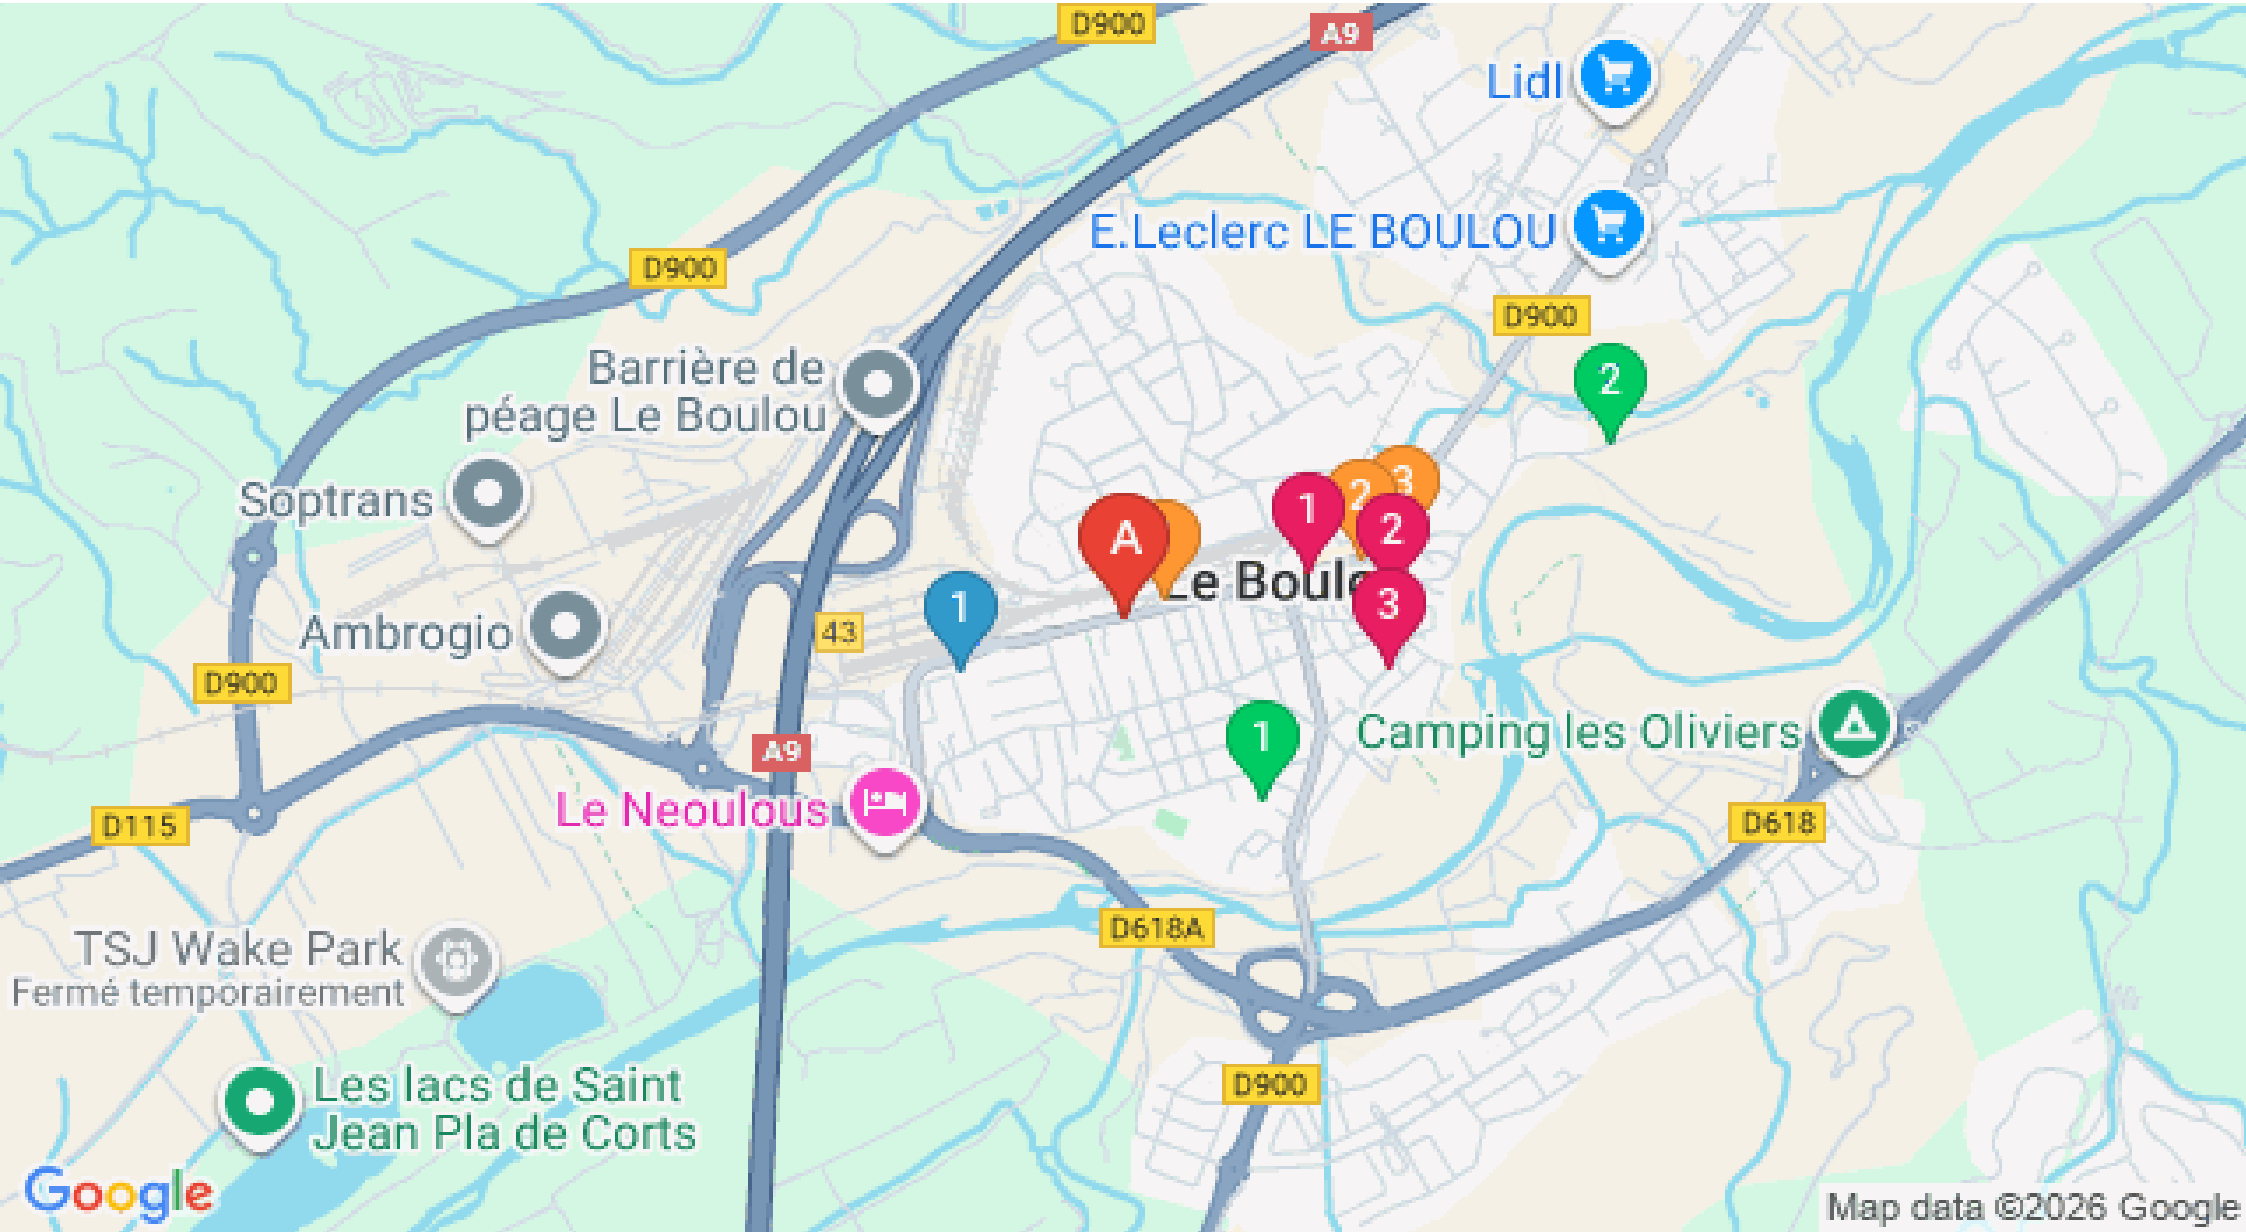 D900
A9
Lidl
E.Leclerc LE BOULOU
D900
D900
Barrière de
péage Le Boulou
2
Soptrans
3
2
1
2
A
Le Boulo
3
1
Ambrogio
43
D900
1
Camping les Oliviers
A9
Le Neoulous
D115
D618
D618A
TSJ Wake Park
Fermé temporairement
D900
Les lacs de Saint
Jean Pla de Corts
Google
Map data ©2026 Google